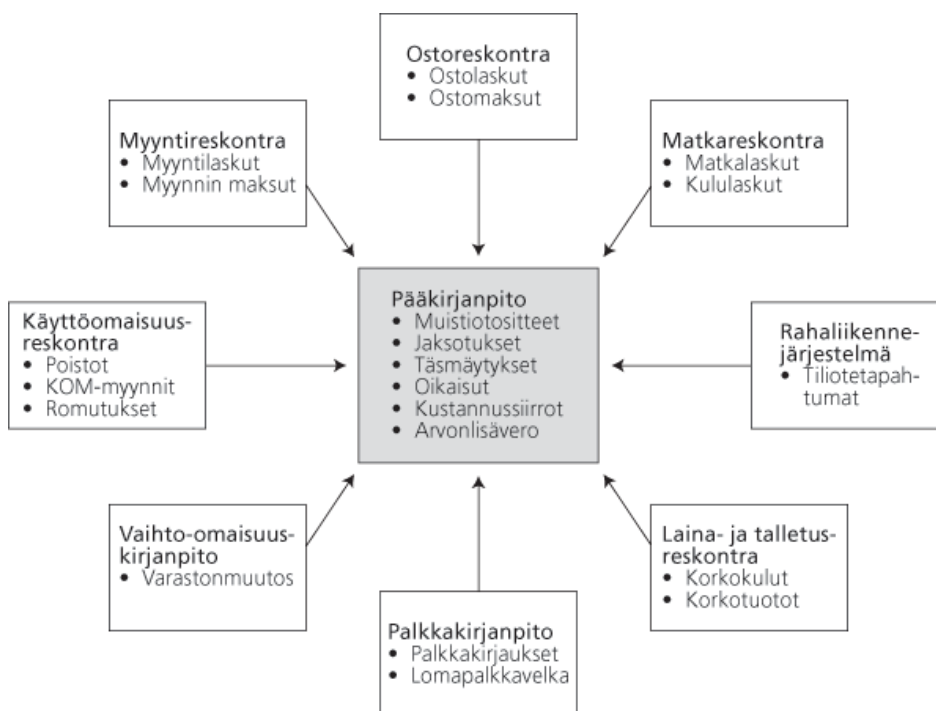 Ostoreskontra
• Ostolaskut
• Ostomaksut
Myyntireskontra
• Myyntilaskut
• Myynnin maksut
Matkareskontra
• Matkalaskut
• Kululaskut
Käyttöomaisuus-
reskontra
• Poistot
• KOM-myynnit
• Romutukset
Pääkirjanpito
• Muistiotositteet
• Jaksotukset
• Täsmäytykset
• Oikaisut
• Kustannussiirrot
• Arvonlisävero
Rahaliikenne-
järjestelmä
• Tiliotetapah-
tumat
Vaihto-omaisuus-
kirjanpito
• Varastonmuutos
Palkkakirjanpito
• Palkkakirjaukset
• Lomapalkkavelka
Laina- ja talletus-
reskontra
• Korkokulut
• Korkotuotot